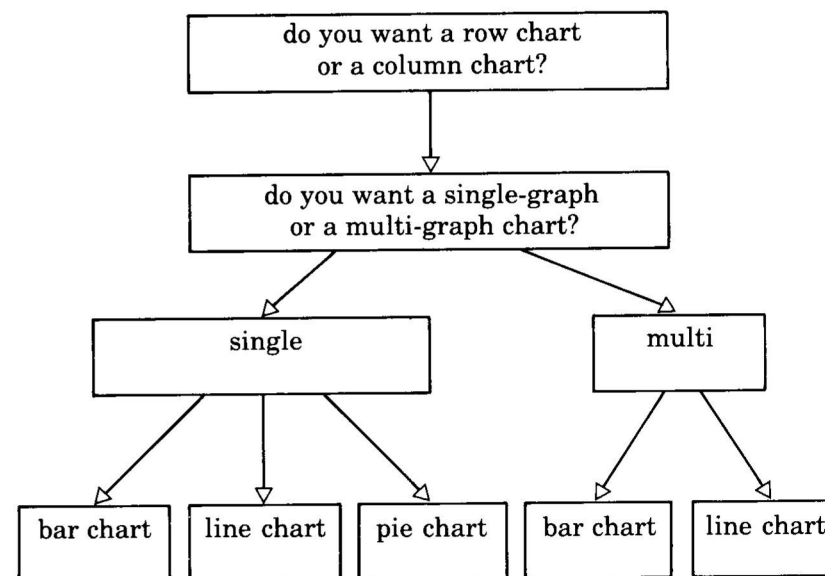 do you want a row chart
or a column chart?
do you want a single-graph
or a multi-graph chart?
single
multi
bar chart
line chart
pie chart
bar chart
line chart